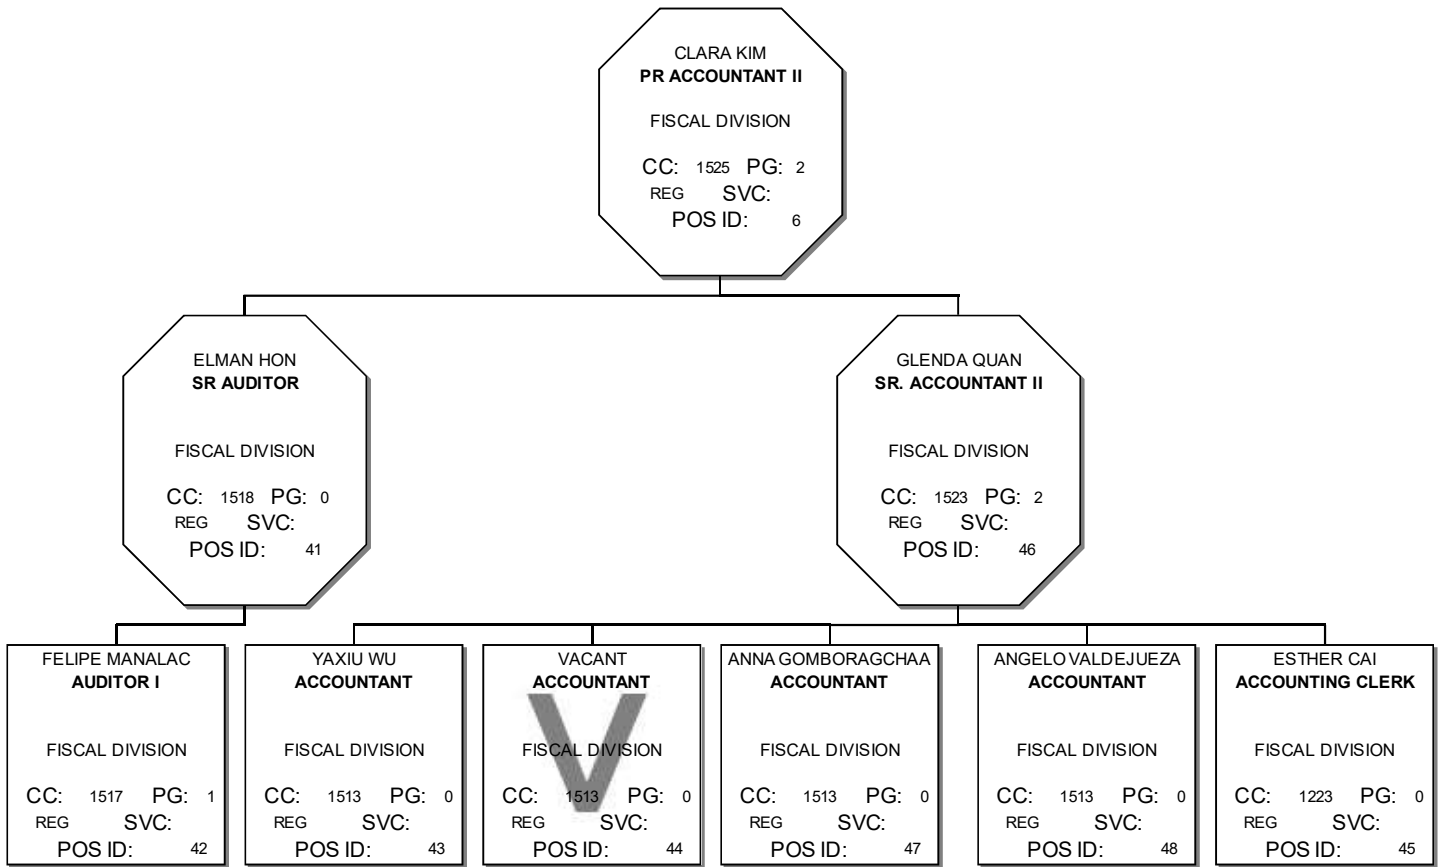 CLARA KIM
PR ACCOUNTANT II
FISCAL DIVISION
CC: 1525 PG: 2
REG SVC:
POS ID: 6
ELMAN HON
SR AUDITOR
FISCAL DIVISION
CC: 1518 PG: 0
REG SVC:
POS ID: 41
GLENDA QUAN
SR. ACCOUNTANT II
FISCAL DIVISION
CC: 1523 PG: 2
REG SVC:
POS ID: 46
FELIPE MANALAC
AUDITOR I
FISCAL DIVISION
CC: 1517 PG: 1
REG SVC:
POS ID: 42
YAXIU WU
ACCOUNTANT
FISCAL DIVISION
CC: 1513 PG: 0
REG SVC:
POS ID: 43
VACANT
ACCOUNTANT
V
FISCAL DIVISION
CC: 1513 PG: 0
REG SVC:
POS ID: 44
ANNA GOMBORAGCHAA
ACCOUNTANT
FISCAL DIVISION
CC: 1513 PG: 0
REG SVC:
POS ID: 47
ANGELO VALDEJUEZA
ACCOUNTANT
FISCAL DIVISION
CC: 1513 PG: 0
REG SVC:
POS ID: 48
ESTHER CAI
ACCOUNTING CLERK
FISCAL DIVISION
CC: 1223 PG: 0
REG SVC:
POS ID: 45